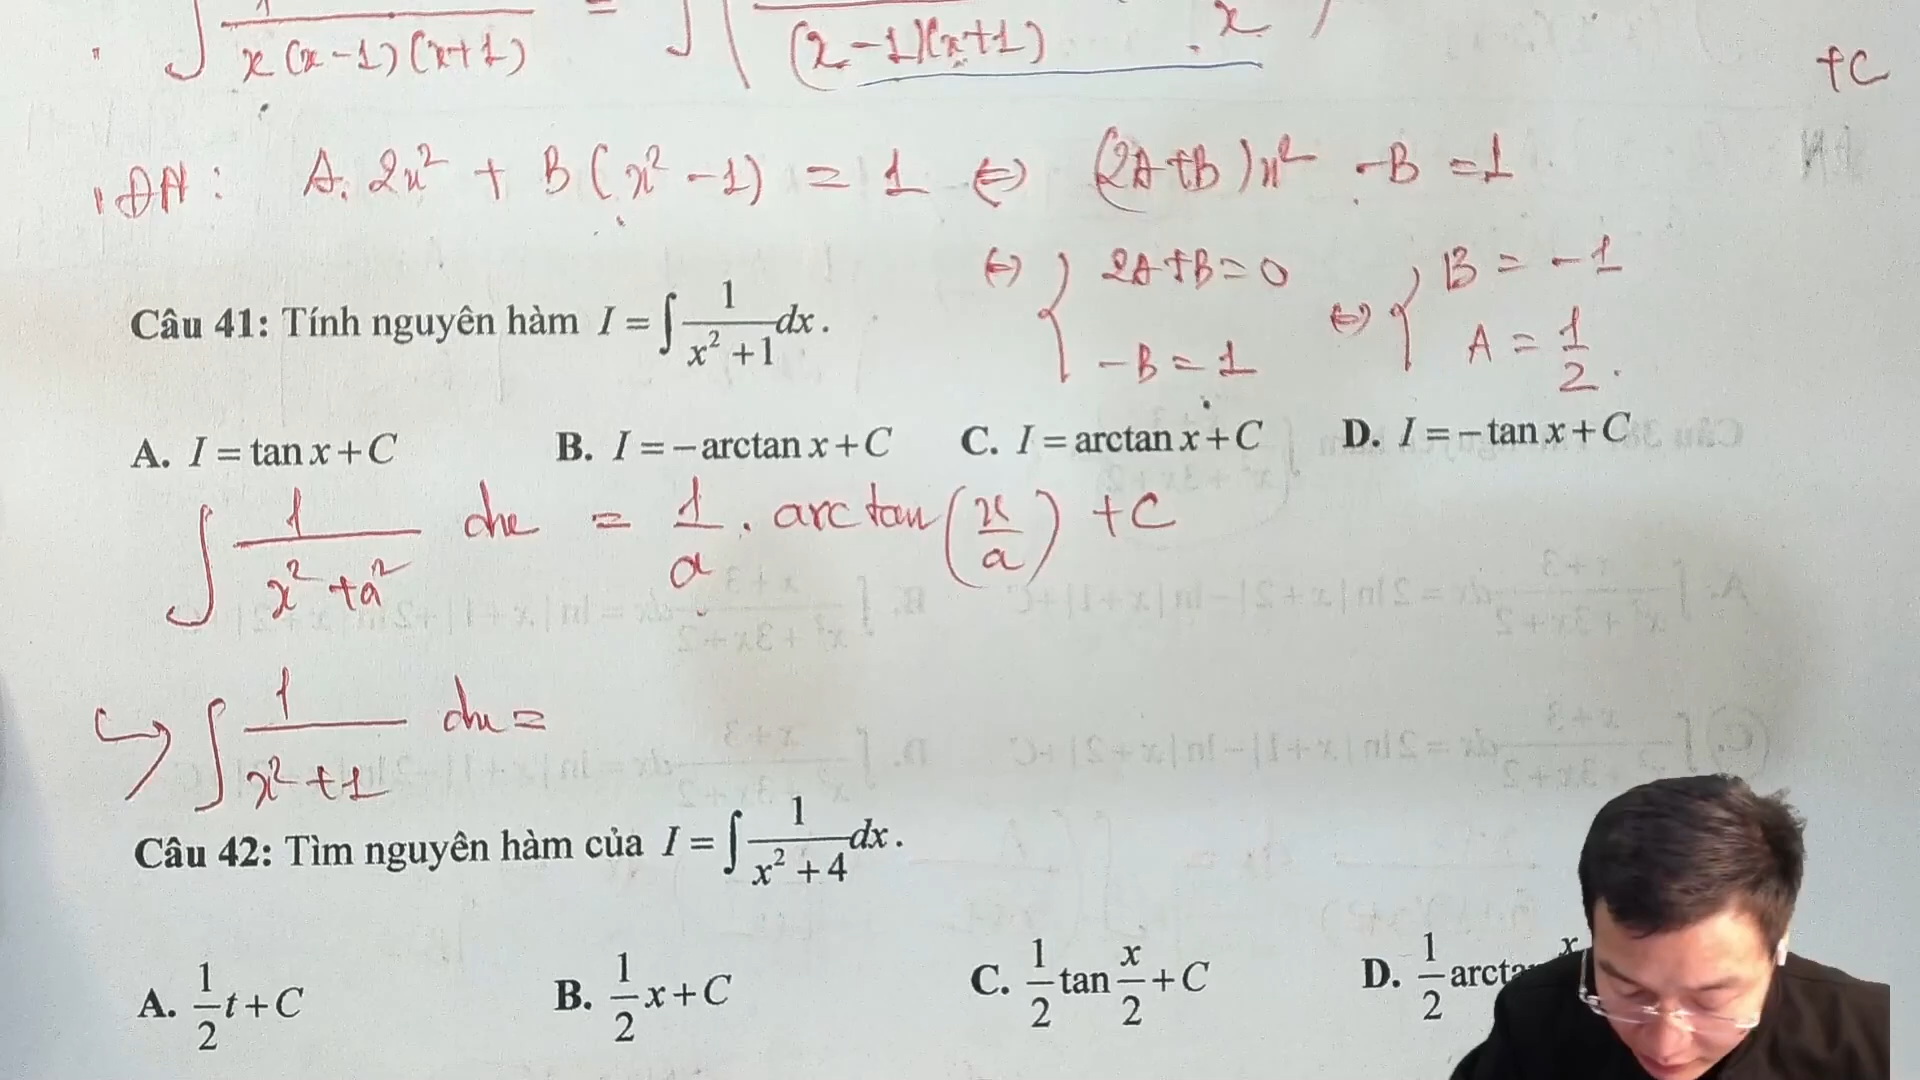 ∫ 1/(x(x-1)(x+1)) = ∫( /((x-1)(x+1)) . x )
+C
ĐN: A.2x² + B(x²-1) = 1 ⇔ (2A+B)x² -B = 1
⇔ { 2A+B=0 ⇔ { B = -1
-B = 1 A = 1/2.
Câu 41: Tính nguyên hàm I = ∫ 1/(x²+1) dx.
A. I = tan x + C B. I = -arctan x + C C. I = arctan x + C D. I = -tan x + C
∫ 1/(x²+a²) dx = 1/a . arctan(x/a) + C
↪ ∫ 1/(x²+1) dx =
Câu 42: Tìm nguyên hàm của I = ∫ 1/(x²+4) dx.
A. 1/2 t + C B. 1/2 x + C C. 1/2 tan x/2 + C D. 1/2